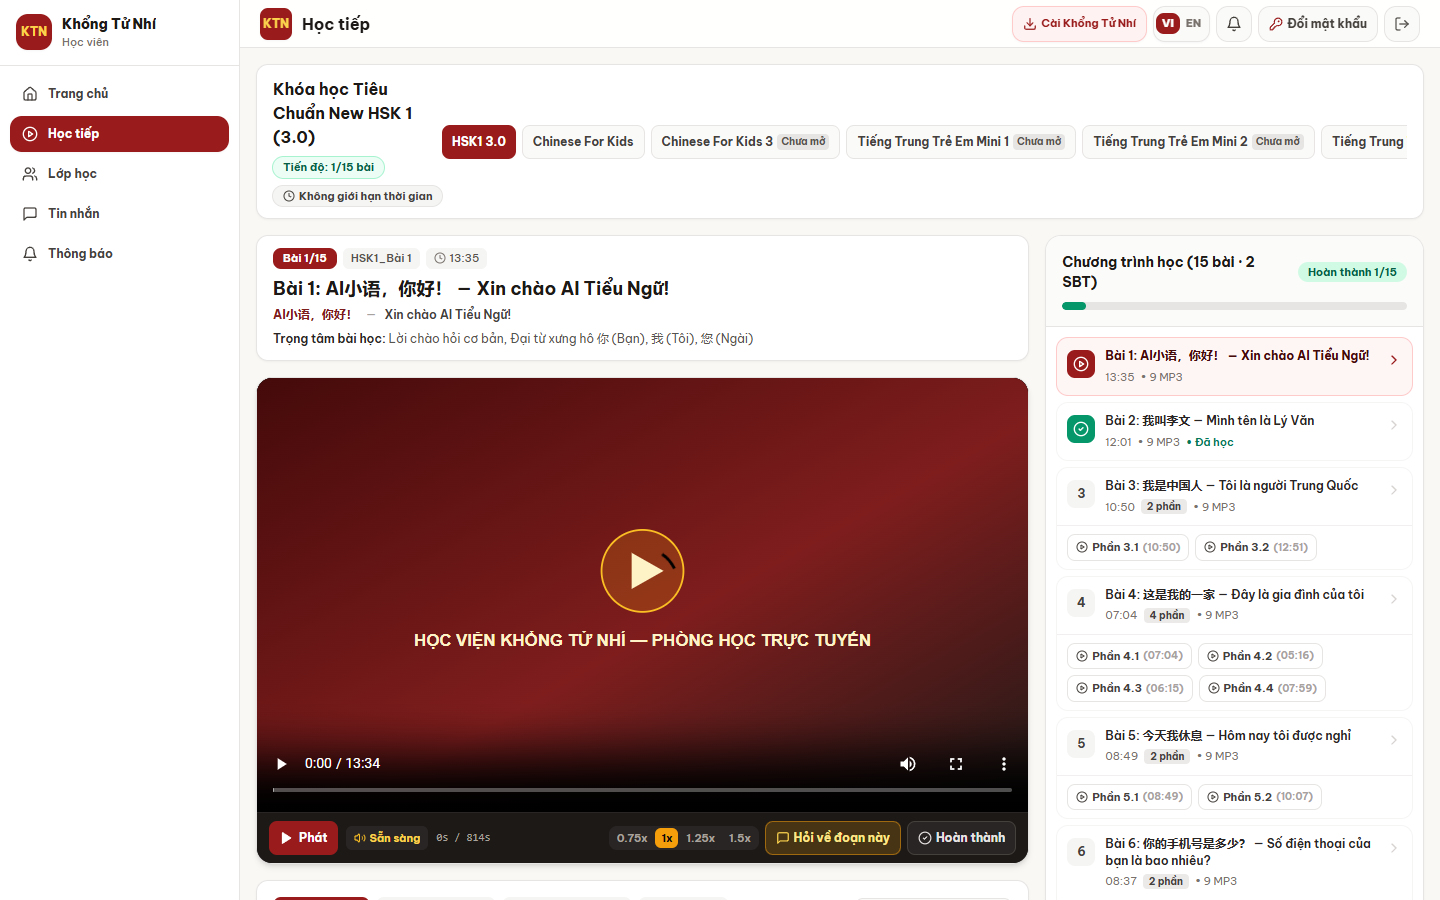 KTN
Khổng Tử Nhí
Học viên
Trang chủ
Học tiếp
Lớp học
Tin nhắn
Thông báo
KTN
Học tiếp
Cài Khổng Tử Nhí
VI EN
Đổi mật khẩu
Khóa học Tiêu
Chuẩn New HSK 1
(3.0)
Tiến độ: 1/15 bài
Không giới hạn thời gian
HSK1 3.0
Chinese For Kids
Chinese For Kids 3 Chưa mở
Tiếng Trung Trẻ Em Mini 1 Chưa mở
Tiếng Trung Trẻ Em Mini 2 Chưa mở
Tiếng Trung
Bài 1/15 HSK1_Bài 1 13:35
Bài 1: AI小语，你好！ — Xin chào AI Tiểu Ngữ!
AI小语，你好！ — Xin chào AI Tiểu Ngữ!
Trọng tâm bài học: Lời chào hỏi cơ bản, Đại từ xưng hô 你 (Bạn), 我 (Tôi), 您 (Ngài)
HỌC VIỆN KHỔNG TỬ NHÍ — PHÒNG HỌC TRỰC TUYẾN
0:00 / 13:34
Phát
Sẵn sàng
0s / 814s
0.75x 1x 1.25x 1.5x
Hỏi về đoạn này
Hoàn thành
Chương trình học (15 bài · 2
SBT)
Hoàn thành 1/15
Bài 1: AI小语，你好！ — Xin chào AI Tiểu Ngữ!
13:35 • 9 MP3
Bài 2: 我叫李文 — Mình tên là Lý Văn
12:01 • 9 MP3 • Đã học
3
Bài 3: 我是中国人 — Tôi là người Trung Quốc
10:50 2 phần • 9 MP3
Phần 3.1 (10:50) Phần 3.2 (12:51)
4
Bài 4: 这是我的一家 — Đây là gia đình của tôi
07:04 4 phần • 9 MP3
Phần 4.1 (07:04) Phần 4.2 (05:16)
Phần 4.3 (06:15) Phần 4.4 (07:59)
5
Bài 5: 今天我休息 — Hôm nay tôi được nghỉ
08:49 2 phần • 9 MP3
Phần 5.1 (08:49) Phần 5.2 (10:07)
6
Bài 6: 你的手机号是多少？ — Số điện thoại của
bạn là bao nhiêu?
08:37 2 phần • 9 MP3